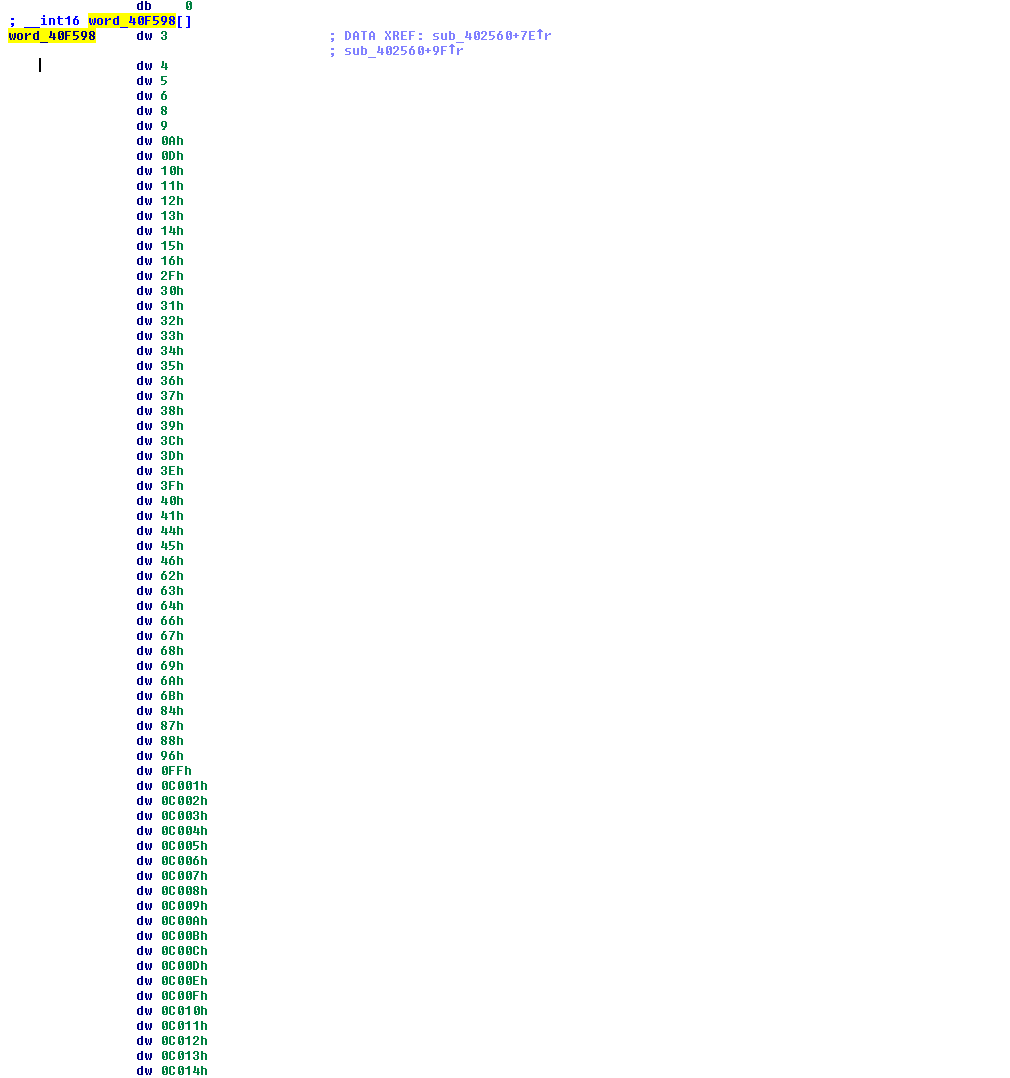 db 0
; __int16 word_40F598[]
word_40F598 dw 3 ; DATA XREF: sub_402560+7E↑r
; sub_402560+9F↑r
dw 4
dw 5
dw 6
dw 8
dw 9
dw 0Ah
dw 0Dh
dw 10h
dw 11h
dw 12h
dw 13h
dw 14h
dw 15h
dw 16h
dw 2Fh
dw 30h
dw 31h
dw 32h
dw 33h
dw 34h
dw 35h
dw 36h
dw 37h
dw 38h
dw 39h
dw 3Ch
dw 3Dh
dw 3Eh
dw 3Fh
dw 40h
dw 41h
dw 44h
dw 45h
dw 46h
dw 62h
dw 63h
dw 64h
dw 66h
dw 67h
dw 68h
dw 69h
dw 6Ah
dw 6Bh
dw 84h
dw 87h
dw 88h
dw 96h
dw 0FFh
dw 0C001h
dw 0C002h
dw 0C003h
dw 0C004h
dw 0C005h
dw 0C006h
dw 0C007h
dw 0C008h
dw 0C009h
dw 0C00Ah
dw 0C00Bh
dw 0C00Ch
dw 0C00Dh
dw 0C00Eh
dw 0C00Fh
dw 0C010h
dw 0C011h
dw 0C012h
dw 0C013h
dw 0C014h